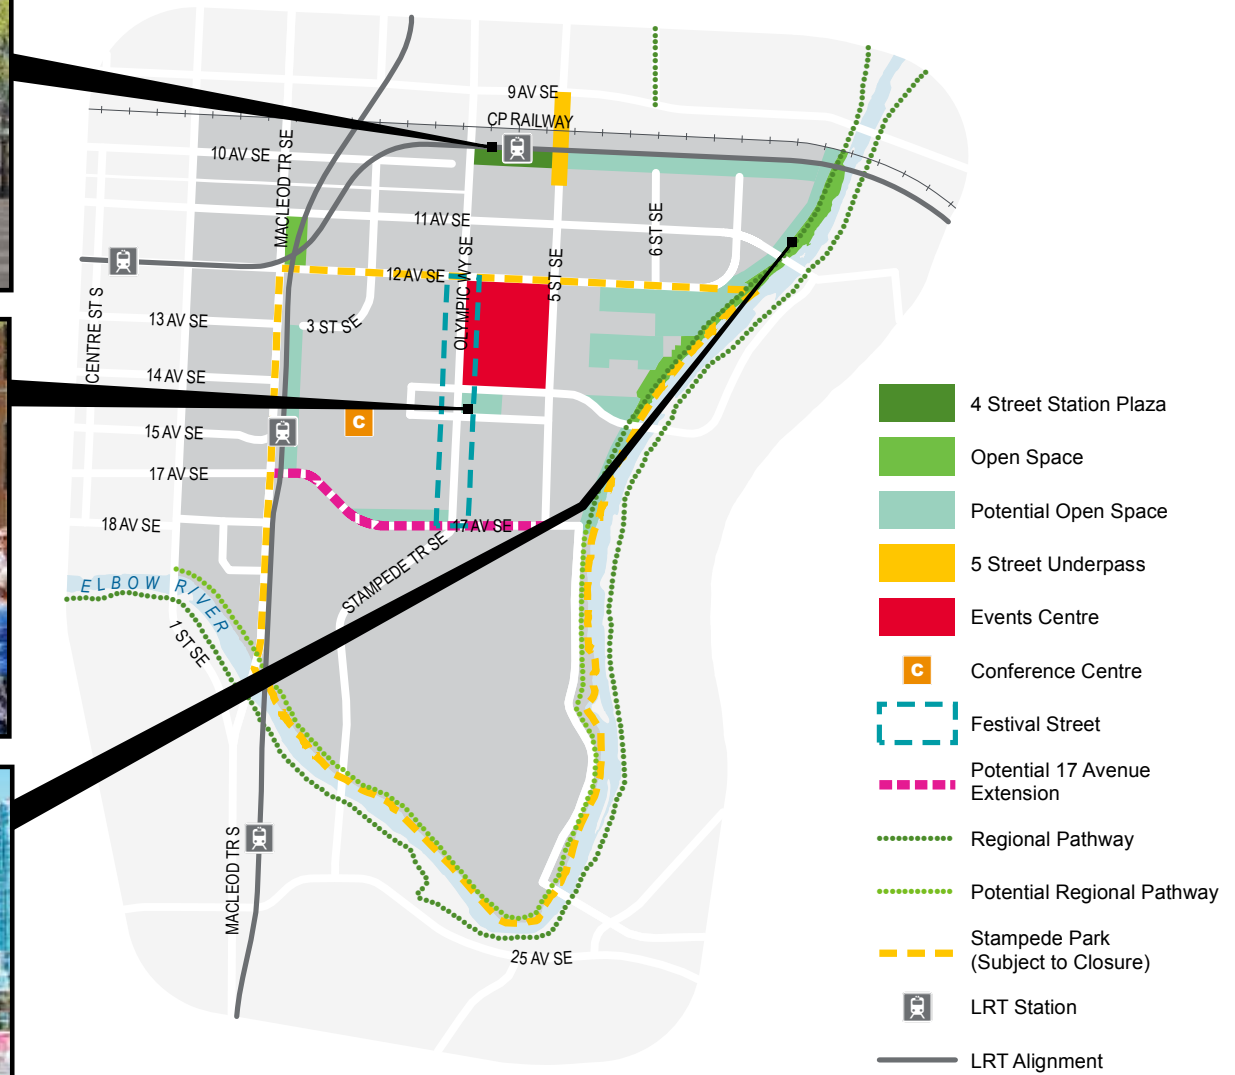 9 AV SE
CP RAILWAY
10 AV SE
MACLEOD TR SE
11 AV SE
OLYMPIC WY SE
5 ST SE
6 ST SE
12 AV SE
CENTRE ST S
13 AV SE
3 ST SE
14 AV SE
C
15 AV SE
17 AV SE
18 AV SE
17 AV SE
STAMPEDE TR SE
ELBOW RIVER
1 ST SE
MACLEOD TR S
25 AV SE
4 Street Station Plaza
Open Space
Potential Open Space
5 Street Underpass
Events Centre
C
Conference Centre
Festival Street
Potential 17 Avenue
Extension
Regional Pathway
Potential Regional Pathway
Stampede Park
(Subject to Closure)
LRT Station
LRT Alignment